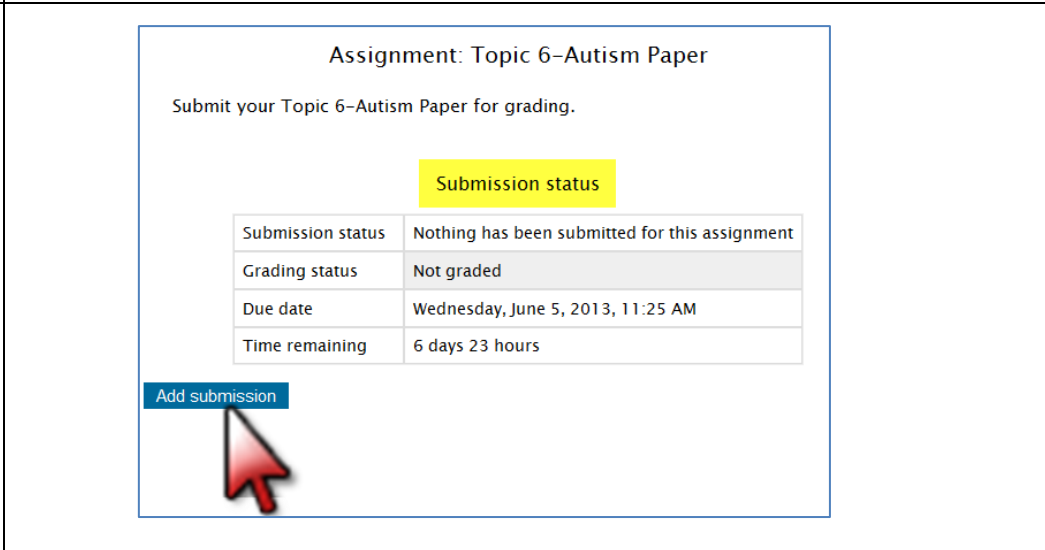 Assignment: Topic 6-Autism Paper
Submit your Topic 6-Autism Paper for grading.
Submission status
Submission status Nothing has been submitted for this assignment
Grading status Not graded
Due date Wednesday, June 5, 2013, 11:25 AM
Time remaining 6 days 23 hours
Add submission